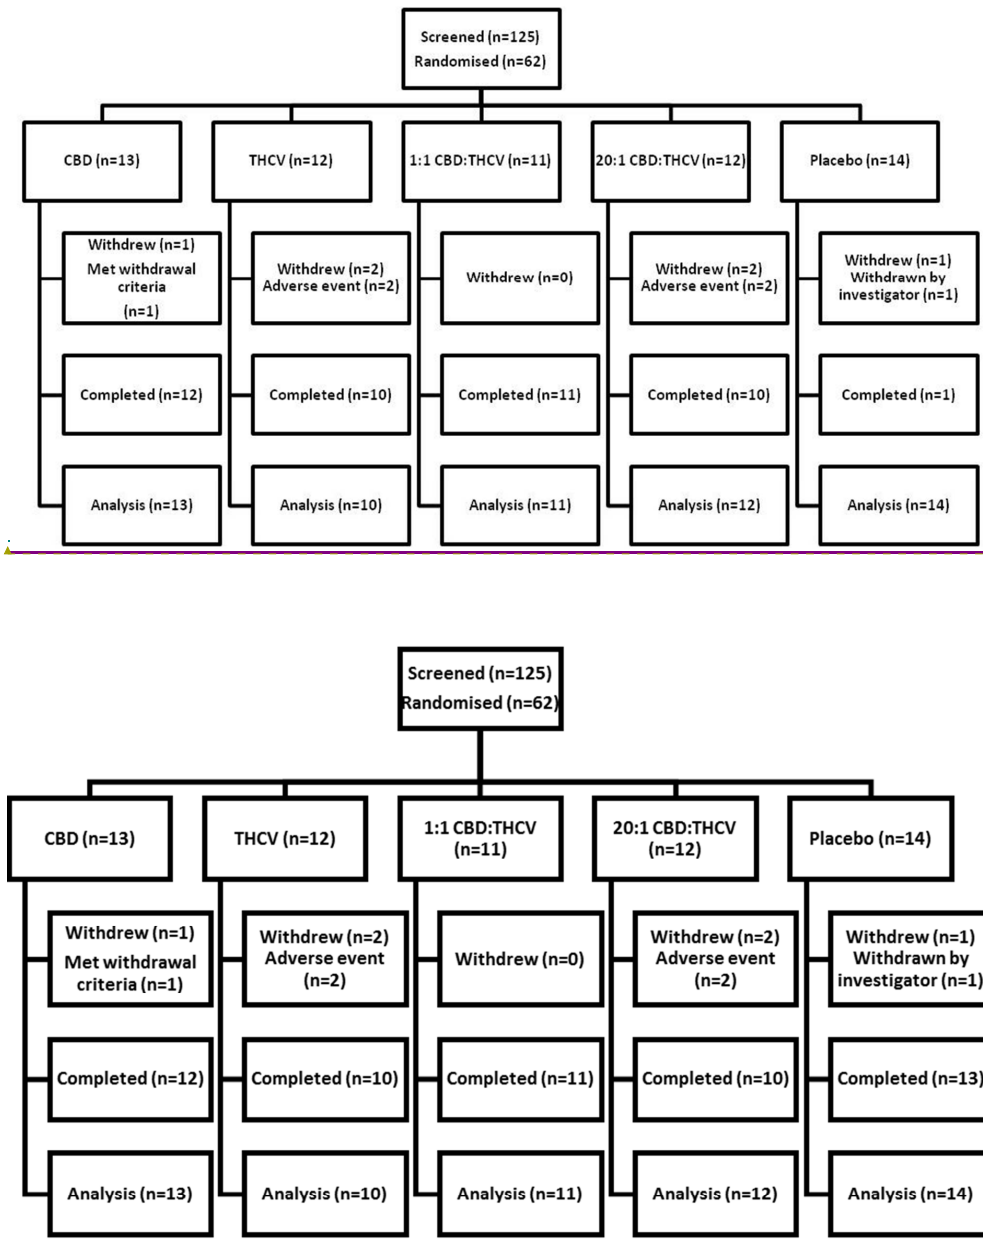 Screened (n=125)
Randomised (n=62)
CBD (n=13)
THCV (n=12)
1:1 CBD:THCV (n=11)
20:1 CBD:THCV (n=12)
Placebo (n=14)
Withdrew (n=1)
Met withdrawal
criteria
(n=1)
Withdrew (n=2)
Adverse event (n=2)
Withdrew (n=0)
Withdrew (n=2)
Adverse event (n=2)
Withdrew (n=1)
Withdrawn by
investigator (n=1)
Completed (n=12)
Completed (n=10)
Completed (n=11)
Completed (n=10)
Completed (n=1)
Analysis (n=13)
Analysis (n=10)
Analysis (n=11)
Analysis (n=12)
Analysis (n=14)
Screened (n=125)
Randomised (n=62)
CBD (n=13)
THCV (n=12)
1:1 CBD:THCV
(n=11)
20:1 CBD:THCV
(n=12)
Placebo (n=14)
Withdrew (n=1)
Met withdrawal
criteria (n=1)
Withdrew (n=2)
Adverse event
(n=2)
Withdrew (n=0)
Withdrew (n=2)
Adverse event
(n=2)
Withdrew (n=1)
Withdrawn by
investigator (n=1)
Completed (n=12)
Completed (n=10)
Completed (n=11)
Completed (n=10)
Completed (n=13)
Analysis (n=13)
Analysis (n=10)
Analysis (n=11)
Analysis (n=12)
Analysis (n=14)